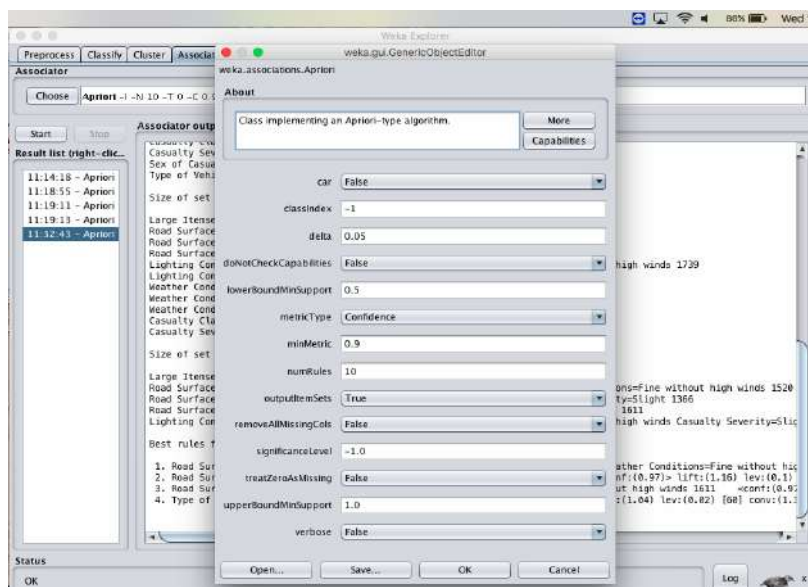 86% Wed
Weka Explorer
Preprocess Classify Cluster Associa
weka.gui.GenericObjectEditor
Associator
weka.associations.Apriori
Choose Apriori -I -N 10 -T 0 -C 0.9
About
Class implementing an Apriori-type algorithm.
More
Capabilities
Start Stop
Associator outp
Result list (right-clic...
11:14:18 - Apriori
11:18:55 - Apriori
11:19:11 - Apriori
11:19:13 - Apriori
11:32:43 - Apriori
Casualty Sev
Sex of Casua
Type of Vehi
Size of set
Large Itemse
Road Surface
Road Surface
Road Surface
Road Surface
Lighting Con
high winds 1739
Lighting Con
Weather Cond
Weather Cond
Weather Cond
Casualty Cla
Casualty Sev
Size of set
Large Itemse
Road Surface
ons=Fine without high winds 1520
Road Surface
ty=Slight 1366
Road Surface
1611
Lighting Con
high winds Casualty Severity=Slig
Best rules f
1. Road Sur
ather Conditions=Fine without hig
2. Road Sur
nf:(0.97)> lift:(1.16) lev:(0.1)
3. Road Sur
ut high winds 1611 <conf:(0.97
4. Type of
:(1.04) lev:(0.02) [60] conv:(1.
car False
classIndex -1
delta 0.05
doNotCheckCapabilities False
lowerBoundMinSupport 0.5
metricType Confidence
minMetric 0.9
numRules 10
outputItemSets True
removeAllMissingCols False
significanceLevel -1.0
treatZeroAsMissing False
upperBoundMinSupport 1.0
verbose False
Open... Save... OK Cancel
Status
OK
Log